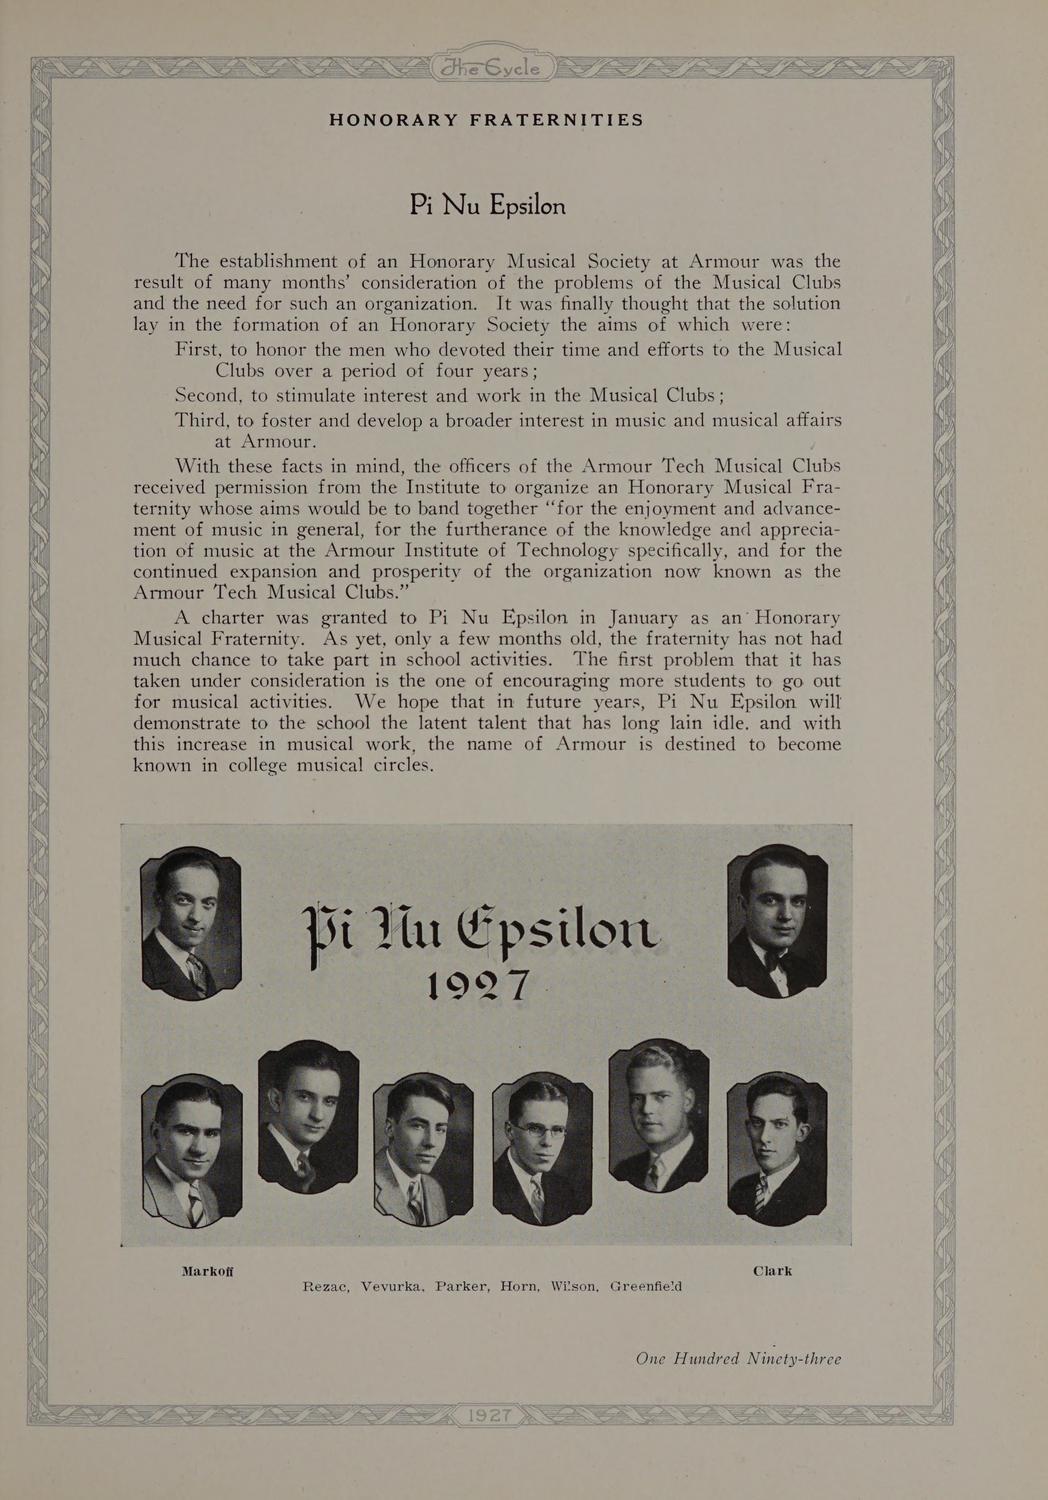 The Cycle
HONORARY FRATERNITIES
Pi Nu Epsilon
The establishment of an Honorary Musical Society at Armour was the
result of many months' consideration of the problems of the Musical Clubs
and the need for such an organization. It was finally thought that the solution
lay in the formation of an Honorary Society the aims of which were:
First, to honor the men who devoted their time and efforts to the Musical
Clubs over a period of four years;
Second, to stimulate interest and work in the Musical Clubs;
Third, to foster and develop a broader interest in music and musical affairs
at Armour.
With these facts in mind, the officers of the Armour Tech Musical Clubs
received permission from the Institute to organize an Honorary Musical Fra-
ternity whose aims would be to band together “for the enjoyment and advance-
ment of music in general, for the furtherance of the knowledge and apprecia-
tion of music at the Armour Institute of Technology specifically, and for the
continued expansion and prosperity of the organization now known as the
Armour Tech Musical Clubs.”
A charter was granted to Pi Nu Epsilon in January as an Honorary
Musical Fraternity. As yet, only a few months old, the fraternity has not had
much chance to take part in school activities. The first problem that it has
taken under consideration is the one of encouraging more students to go out
for musical activities. We hope that in future years, Pi Nu Epsilon will
demonstrate to the school the latent talent that has long lain idle. and with
this increase in musical work, the name of Armour is destined to become
known in college musical circles.
Pi Nu Epsilon
1927
Markoff Clark
Rezac, Vevurka, Parker, Horn, Wilson, Greenfield
One Hundred Ninety-three
1927